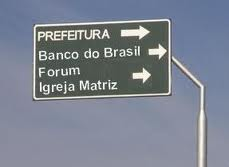 PREFEITURA
Banco do Brasil
Forum
Igreja Matriz